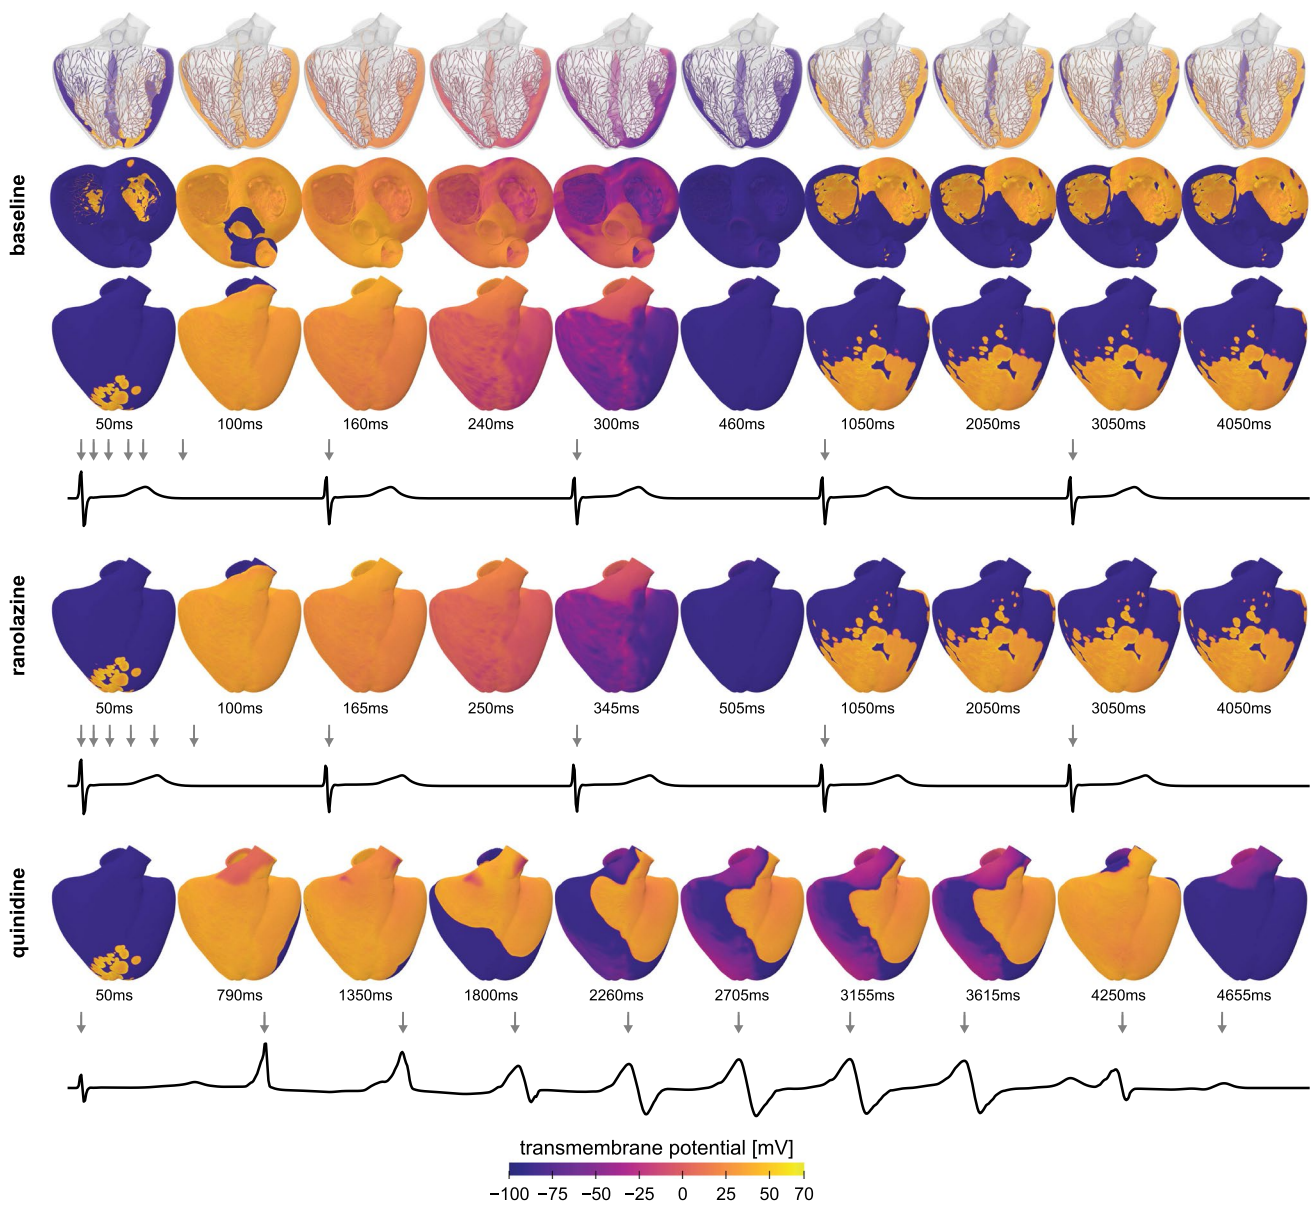 baseline
50ms 100ms 160ms 240ms 300ms 460ms 1050ms 2050ms 3050ms 4050ms
ranolazine
50ms 100ms 165ms 250ms 345ms 505ms 1050ms 2050ms 3050ms 4050ms
quinidine
50ms 790ms 1350ms 1800ms 2260ms 2705ms 3155ms 3615ms 4250ms 4655ms
transmembrane potential [mV]
−100 −75 −50 −25 0 25 50 70